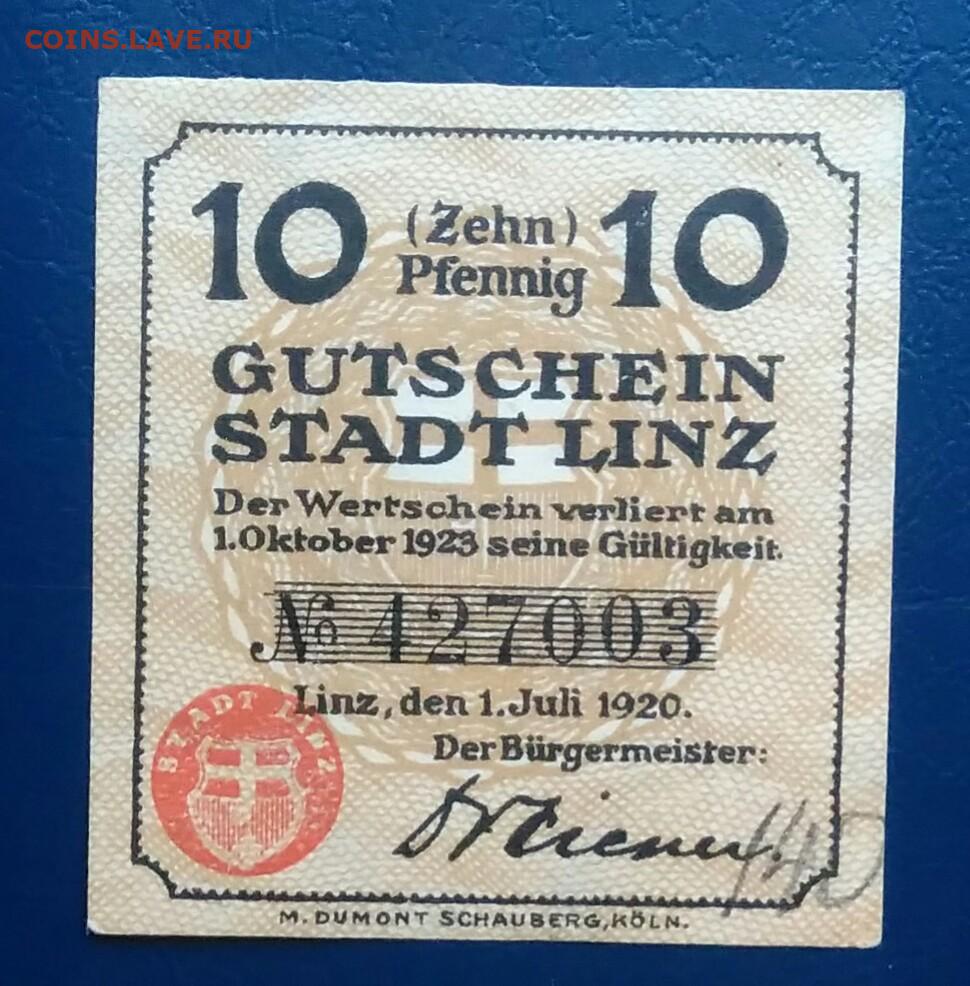 COINS.LAVE.RU
10 (Zehn) 10
Pfennig
GUTSCHEIN
STADT LINZ
Der Wertschein verliert am
1.Oktober 1923 seine Gültigkeit.
No 427003
Linz, den 1.Juli 1920.
Der Bürgermeister:
STADT LINZ
140
M. DUMONT SCHAUBERG, KÖLN.